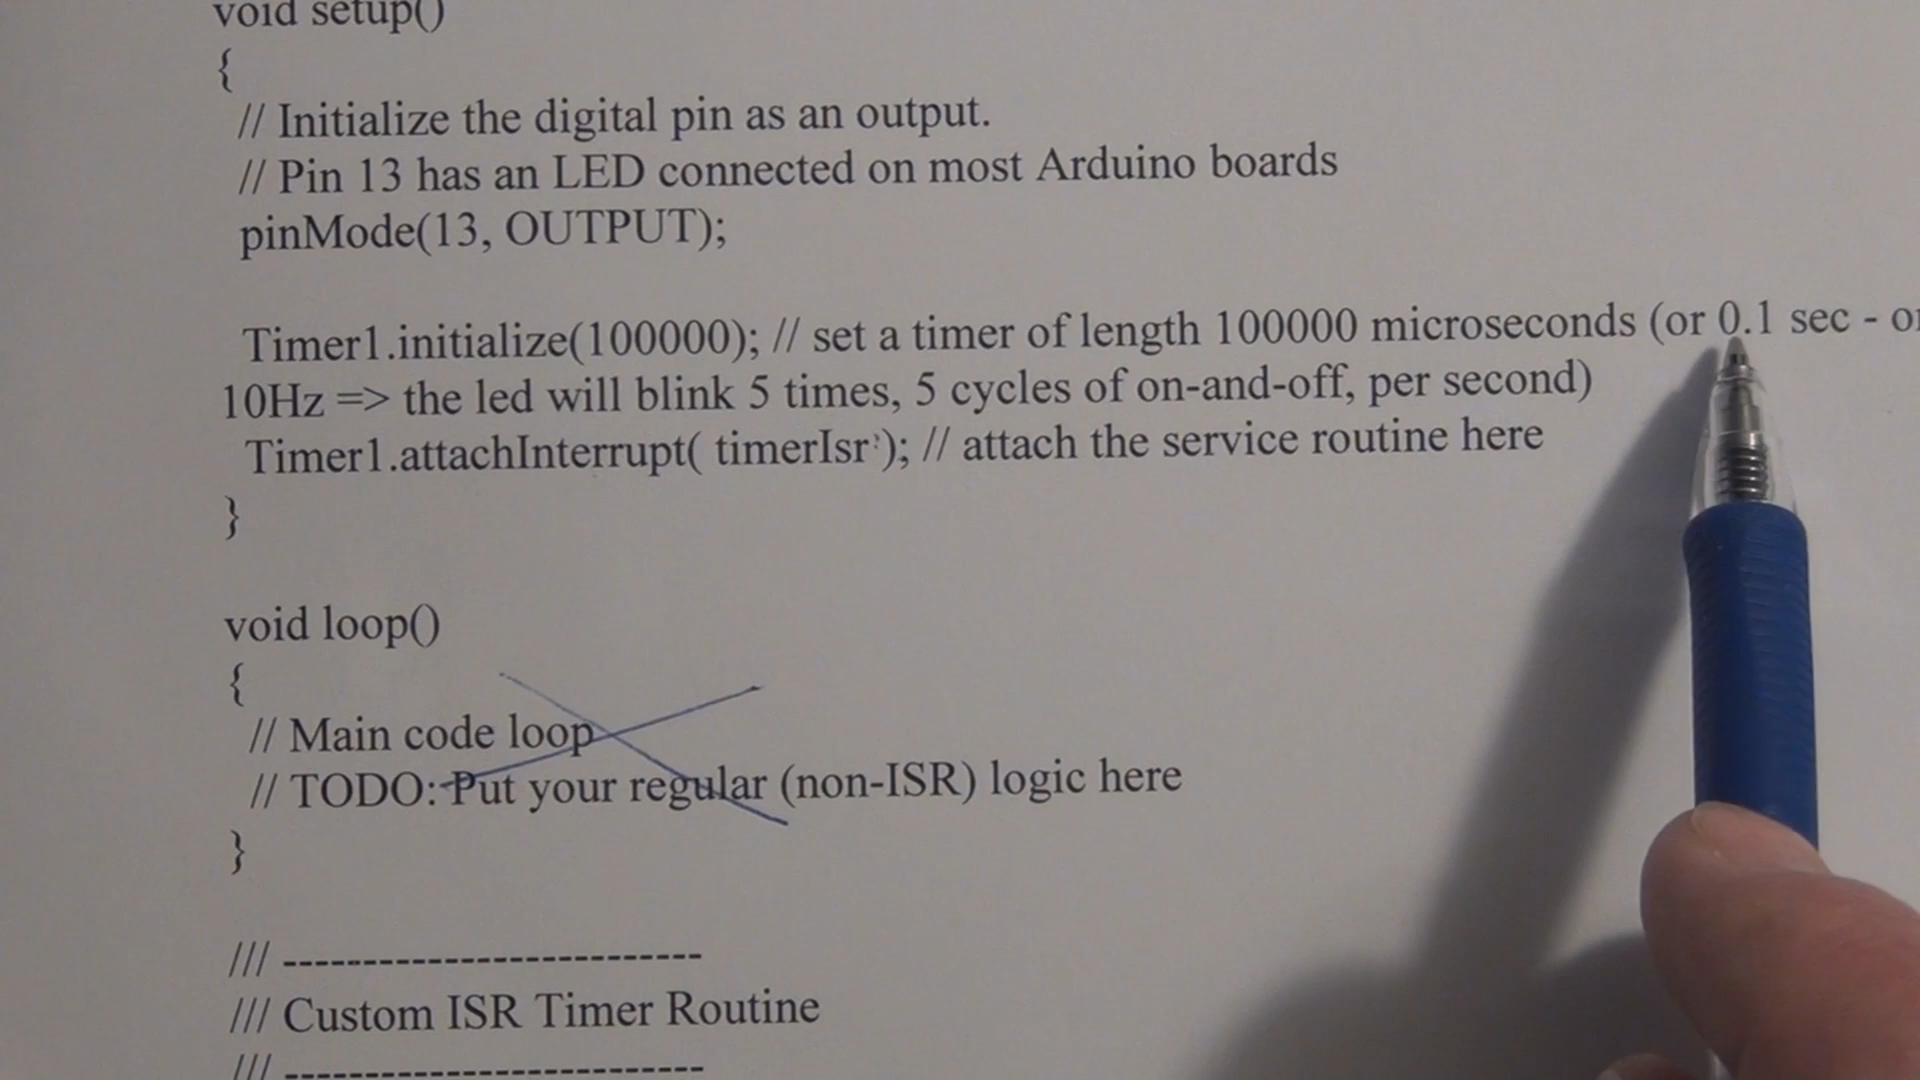 void setup()
{
// Initialize the digital pin as an output.
// Pin 13 has an LED connected on most Arduino boards
pinMode(13, OUTPUT);
Timer1.initialize(100000); // set a timer of length 100000 microseconds (or 0.1 sec - or
10Hz => the led will blink 5 times, 5 cycles of on-and-off, per second)
Timer1.attachInterrupt( timerIsr ); // attach the service routine here
}
void loop()
{
// Main code loop
// TODO: Put your regular (non-ISR) logic here
}
/// --------------------------
/// Custom ISR Timer Routine
/// --------------------------